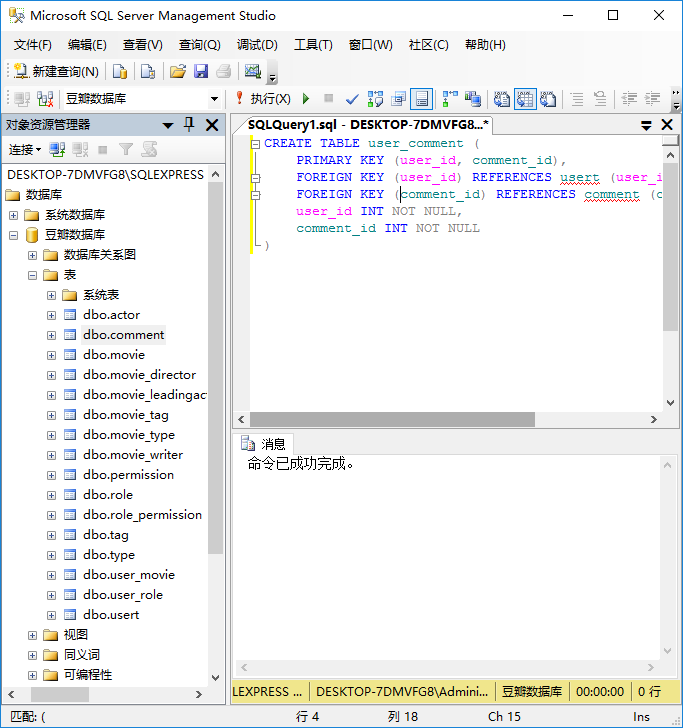 Microsoft SQL Server Management Studio
文件(F) 编辑(E) 查看(V) 查询(Q) 调试(D) 工具(T) 窗口(W) 社区(C) 帮助(H)
新建查询(N)
豆瓣数据库 执行(X)
对象资源管理器
连接
DESKTOP-7DMVFG8\SQLEXPRESS
数据库
系统数据库
豆瓣数据库
数据库关系图
表
系统表
dbo.actor
dbo.comment
dbo.movie
dbo.movie_director
dbo.movie_leadingac
dbo.movie_tag
dbo.movie_type
dbo.movie_writer
dbo.permission
dbo.role
dbo.role_permission
dbo.tag
dbo.type
dbo.user_movie
dbo.user_role
dbo.usert
视图
同义词
可编程性
SQLQuery1.sql - DESKTOP-7DMVFG8...*
CREATE TABLE user_comment (
PRIMARY KEY (user_id, comment_id),
FOREIGN KEY (user_id) REFERENCES usert (user_i
FOREIGN KEY (comment_id) REFERENCES comment (c
user_id INT NOT NULL,
comment_id INT NOT NULL
)
消息
命令已成功完成。
LEXPRESS ... DESKTOP-7DMVFG8\Admini... 豆瓣数据库 00:00:00 0 行
匹配: ( 行 4 列 18 Ch 15 Ins